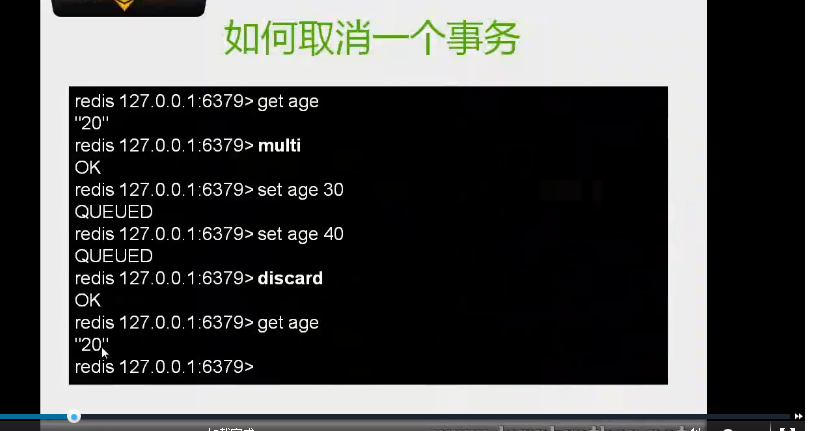 如何取消一个事务
redis 127.0.0.1:6379> get age
"20"
redis 127.0.0.1:6379> multi
OK
redis 127.0.0.1:6379> set age 30
QUEUED
redis 127.0.0.1:6379> set age 40
QUEUED
redis 127.0.0.1:6379> discard
OK
redis 127.0.0.1:6379> get age
"20"
redis 127.0.0.1:6379>